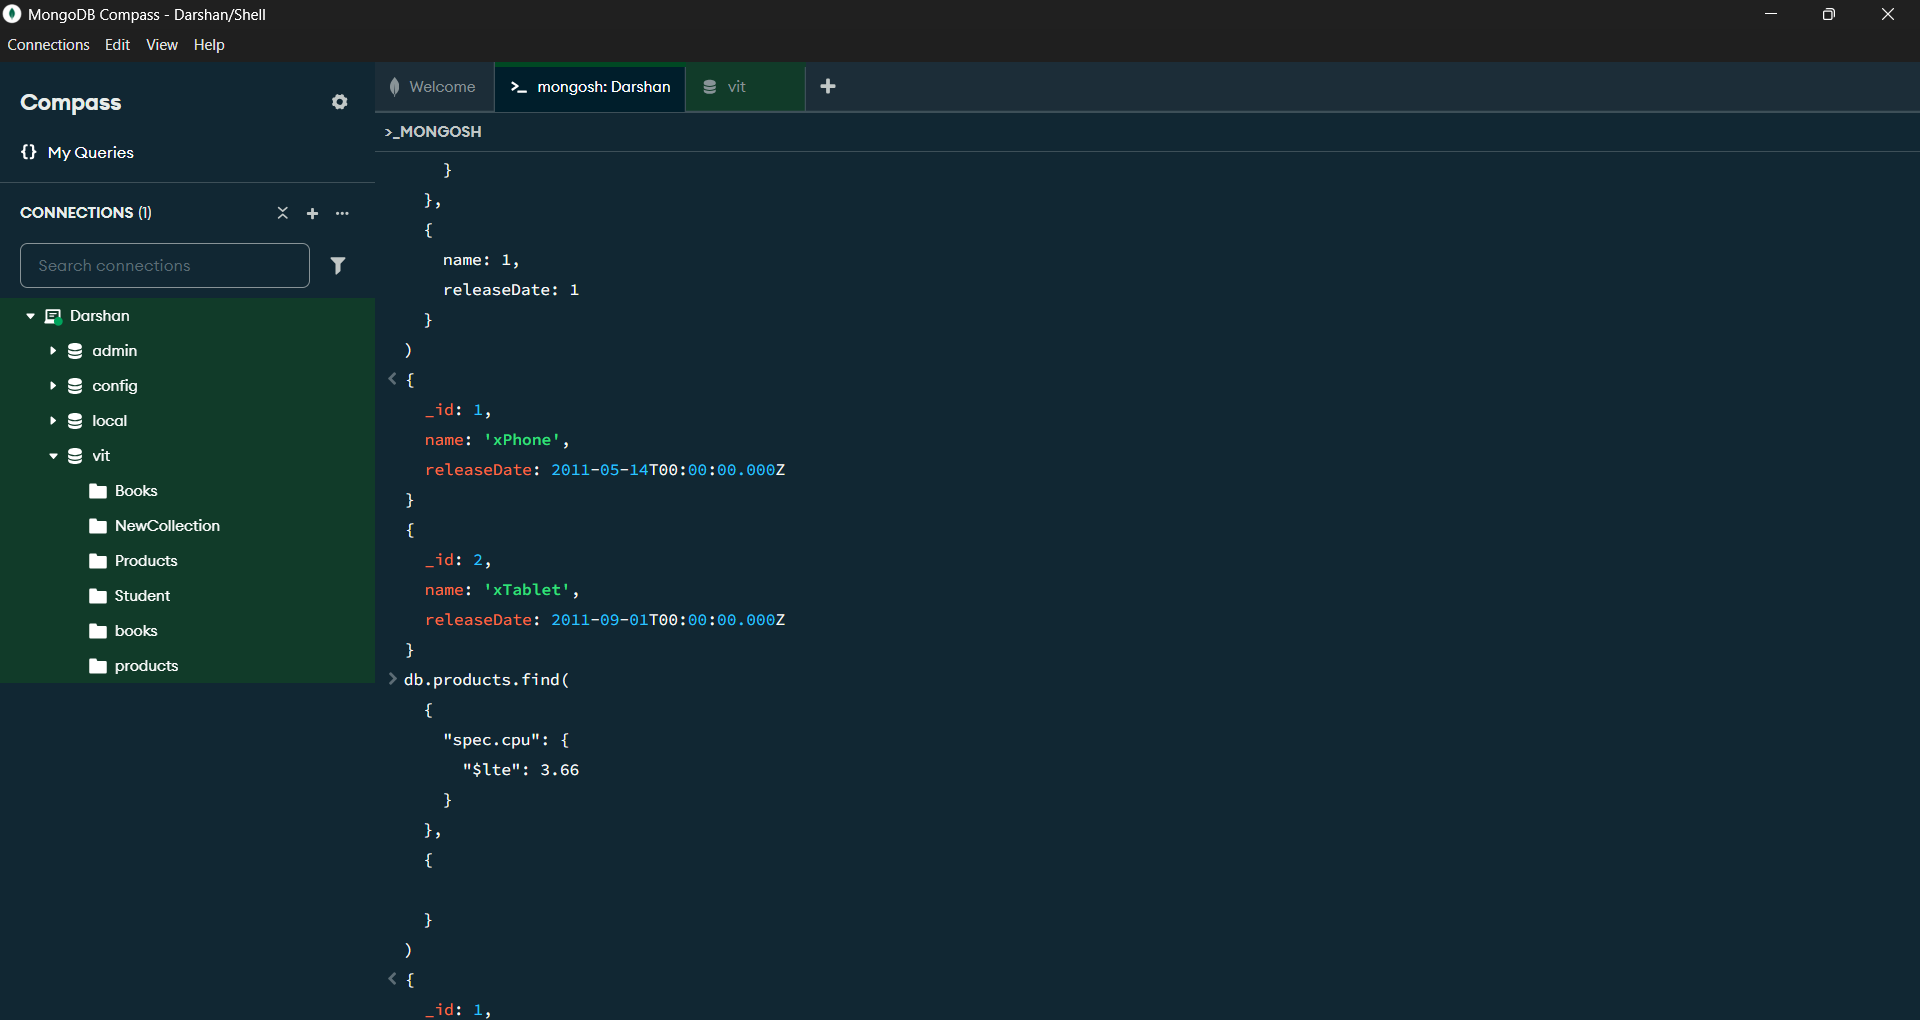 MongoDB Compass - Darshan/Shell
Connections Edit View Help
Compass
{} My Queries
CONNECTIONS (1)
Search connections
Darshan
admin
config
local
vit
Books
NewCollection
Products
Student
books
products
Welcome
>_ mongosh: Darshan
vit
+
>_MONGOSH
}
},
{
name: 1,
releaseDate: 1
}
)
< {
_id: 1,
name: 'xPhone',
releaseDate: 2011-05-14T00:00:00.000Z
}
{
_id: 2,
name: 'xTablet',
releaseDate: 2011-09-01T00:00:00.000Z
}
> db.products.find(
{
"spec.cpu": {
"$lte": 3.66
}
},
{
}
)
< {
_id: 1,